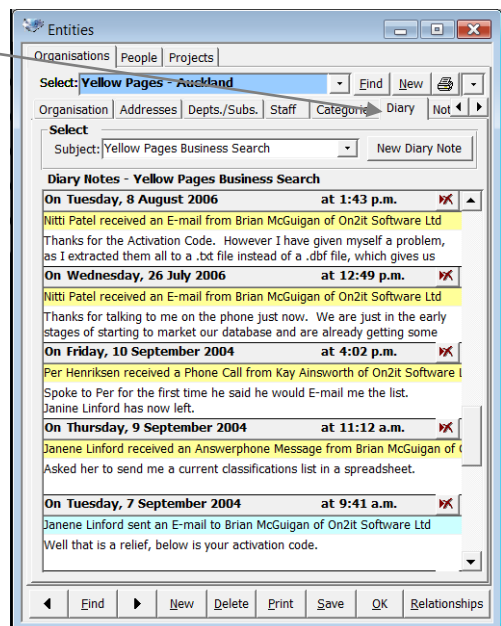 Entities
Organisations People Projects
Select: Yellow Pages - Auckland Find New
Organisation Addresses Depts./Subs. Staff Categorie Diary Not
Select
Subject: Yellow Pages Business Search New Diary Note
Diary Notes - Yellow Pages Business Search
On Tuesday, 8 August 2006 at 1:43 p.m.
Nitti Patel received an E-mail from Brian McGuigan of On2it Software Ltd
Thanks for the Activation Code. However I have given myself a problem,
as I extracted them all to a .txt file instead of a .dbf file, which gives us
On Wednesday, 26 July 2006 at 12:49 p.m.
Nitti Patel received an E-mail from Brian McGuigan of On2it Software Ltd
Thanks for talking to me on the phone just now. We are just in the early
stages of starting to market our database and are already getting some
On Friday, 10 September 2004 at 4:02 p.m.
Per Henriksen received a Phone Call from Kay Ainsworth of On2it Software L
Spoke to Per for the first time he said he would E-mail me the list.
Janine Linford has now left.
On Thursday, 9 September 2004 at 11:12 a.m.
Janene Linford received an Answerphone Message from Brian McGuigan of O
Asked her to send me a current classifications list in a spreadsheet.
On Tuesday, 7 September 2004 at 9:41 a.m.
Janene Linford sent an E-mail to Brian McGuigan of On2it Software Ltd
Well that is a relief, below is your activation code.
Find New Delete Print Save OK Relationships